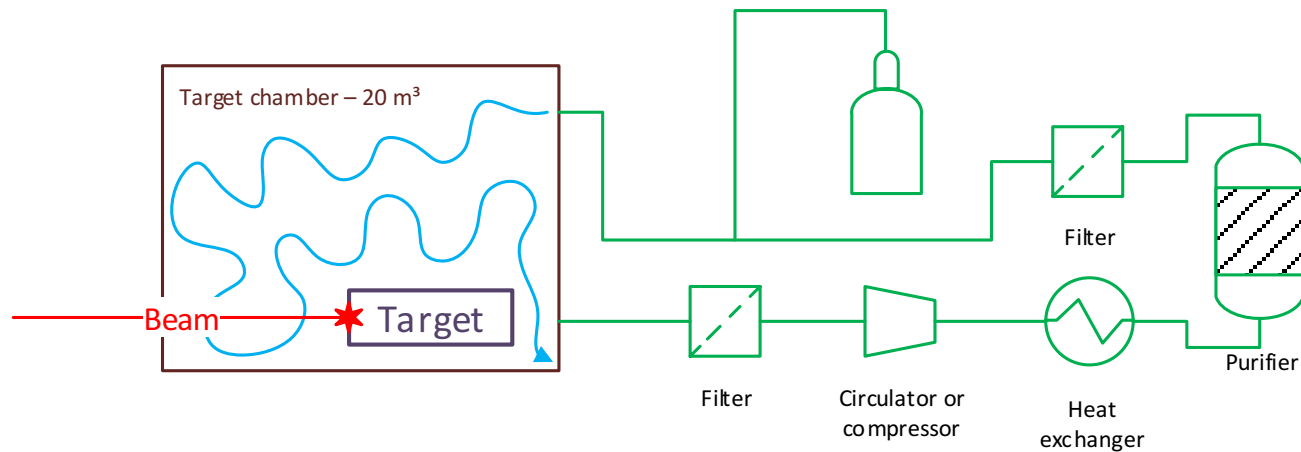 Target chamber – 20 m³
Filter
Beam
Target
Purifier
Filter
Circulator or
compressor
Heat
exchanger